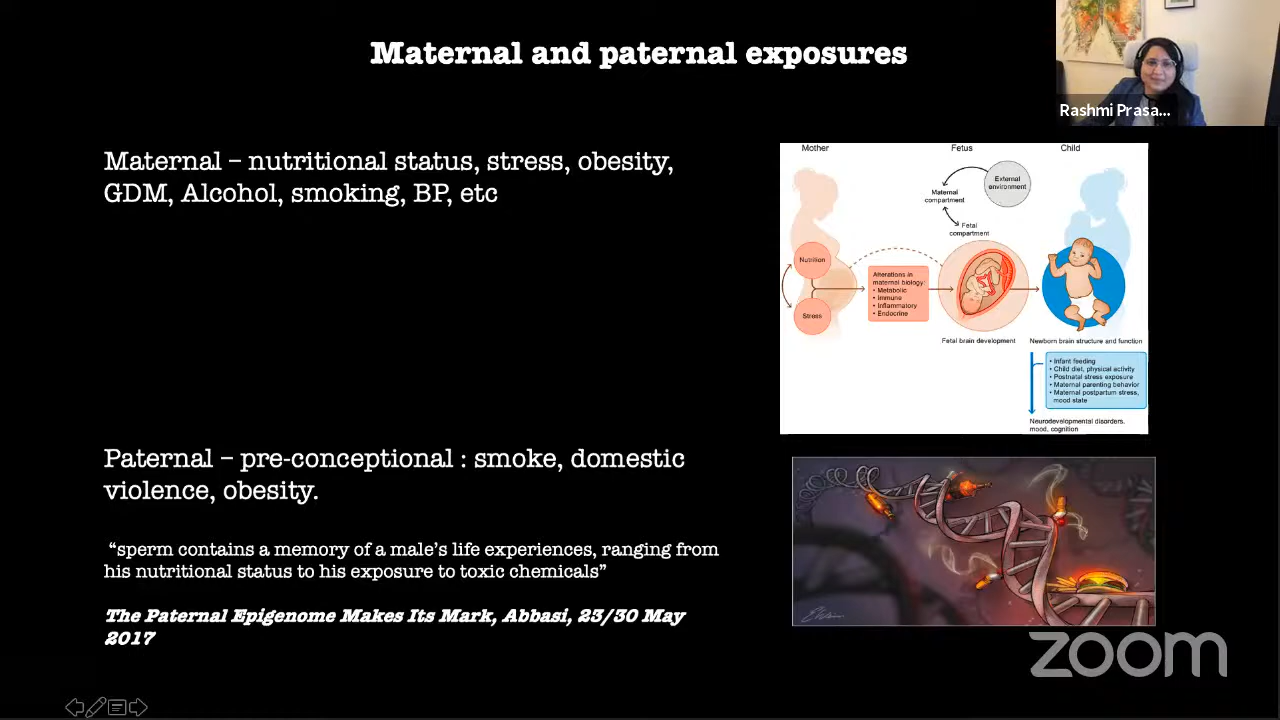 Maternal and paternal exposures
Rashmi Prasa...
Maternal – nutritional status, stress, obesity,
GDM, Alcohol, smoking, BP, etc
Mother
Fetus
Child
External
environment
Maternal
compartment
Fetal
compartment
Nutrition
Stress
Alterations in
maternal biology:
• Metabolic
• Immune
• Inflammatory
• Endocrine
Fetal brain development
Newborn brain structure and function
• Infant feeding
• Child diet, physical activity
• Postnatal stress exposure
• Maternal parenting behavior
• Maternal postpartum stress,
mood state
Neurodevelopmental disorders,
mood, cognition
Paternal – pre-conceptional : smoke, domestic
violence, obesity.
“sperm contains a memory of a male’s life experiences, ranging from
his nutritional status to his exposure to toxic chemicals”
The Paternal Epigenome Makes Its Mark, Abbasi, 23/30 May
2017
zoom